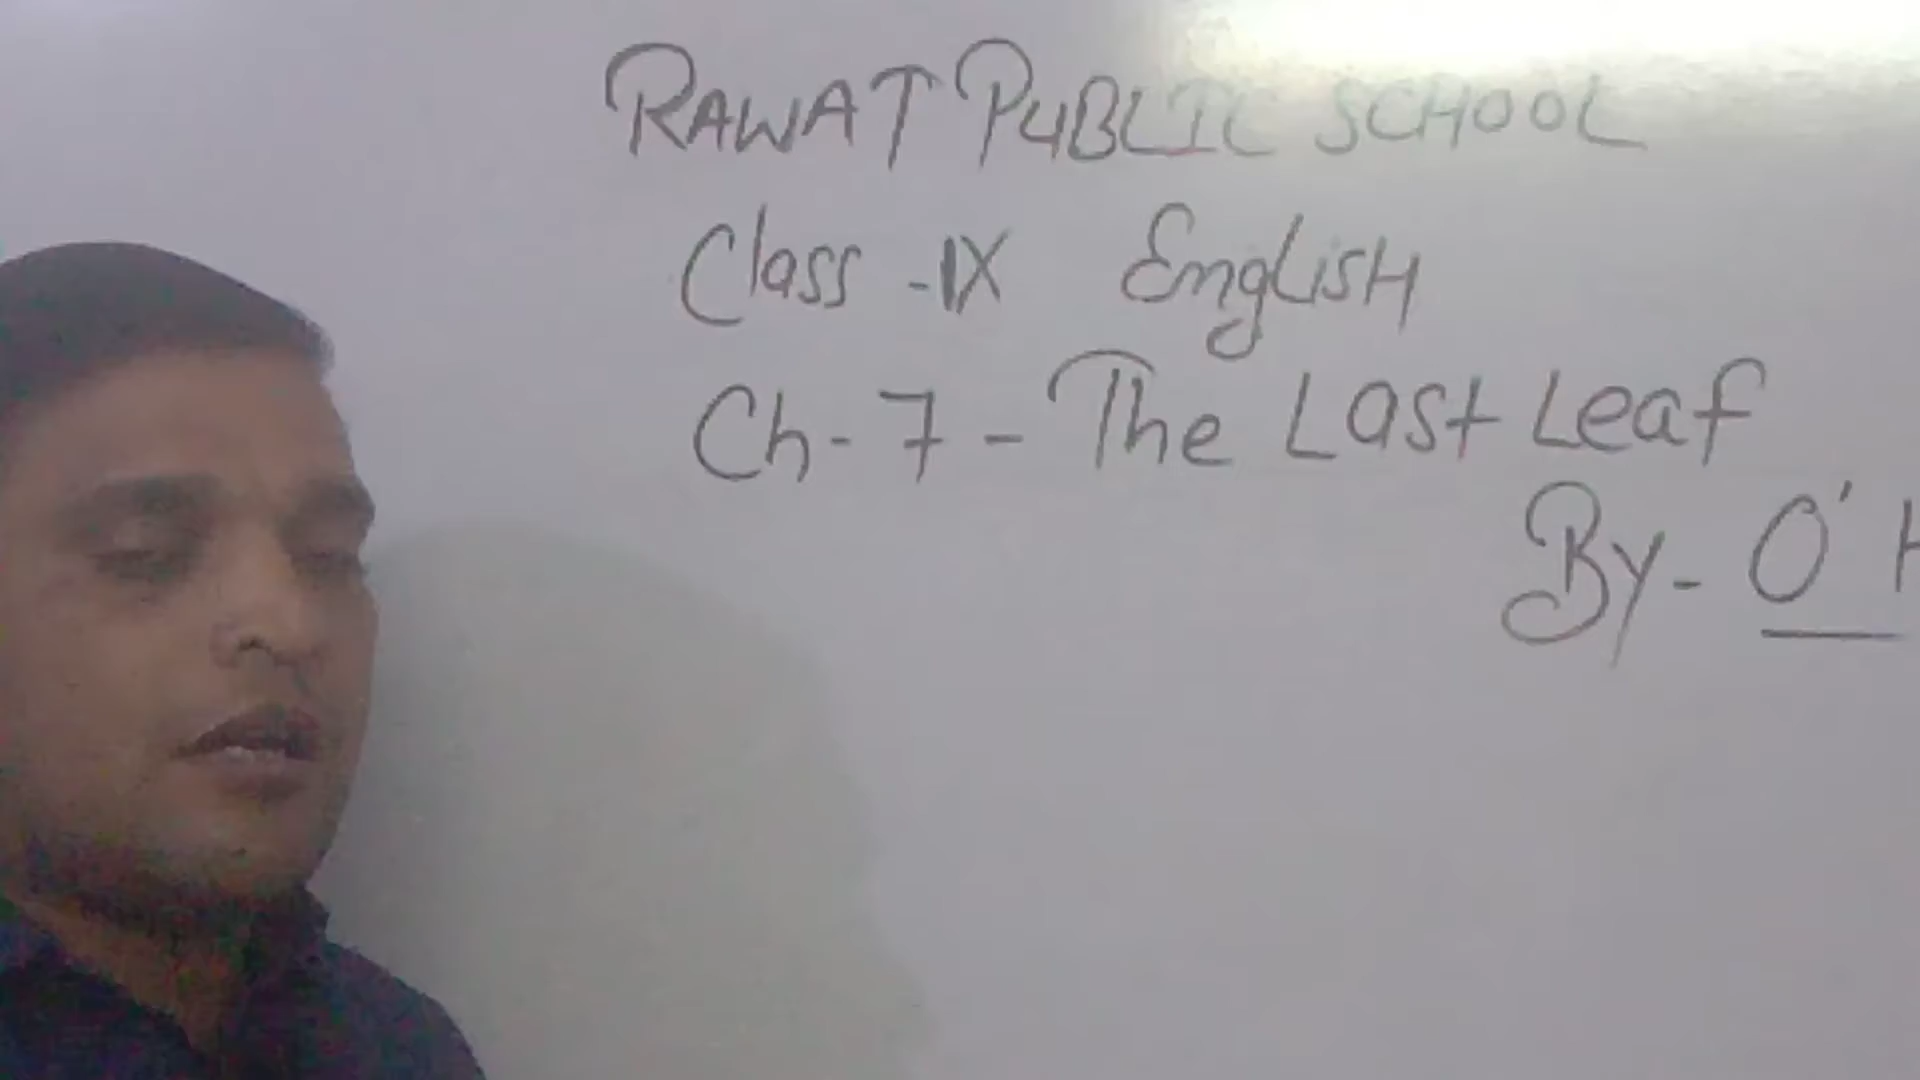 RAWAT PUBLIC SCHOOL
Class - IX English
Ch - 7 - The Last Leaf
By - O'